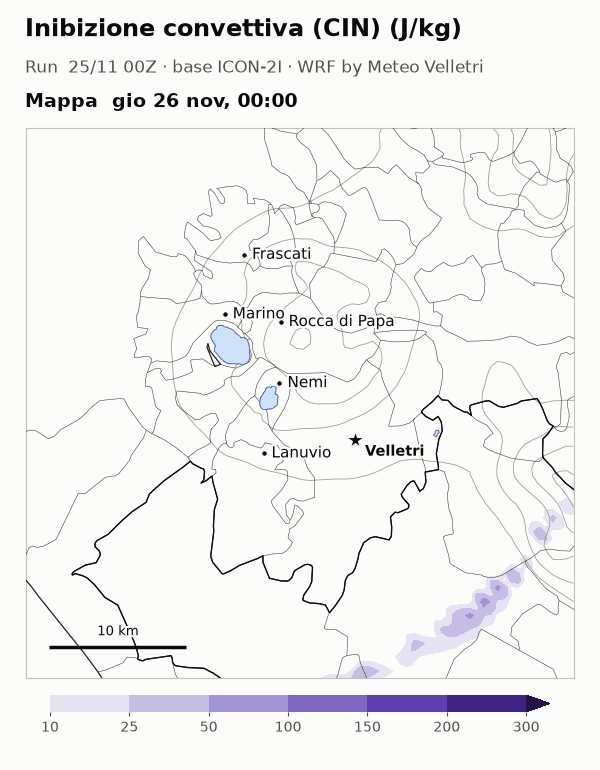 Inibizione convettiva (CIN) (J/kg)
Run  25/11 00Z · base ICON-2I · WRF by Meteo Velletri
Mappa  gio 26 nov, 00:00
Frascati
Marino
Rocca di Papa
Nemi
Velletri
Lanuvio
10 km
10 25 50 100 150 200 300